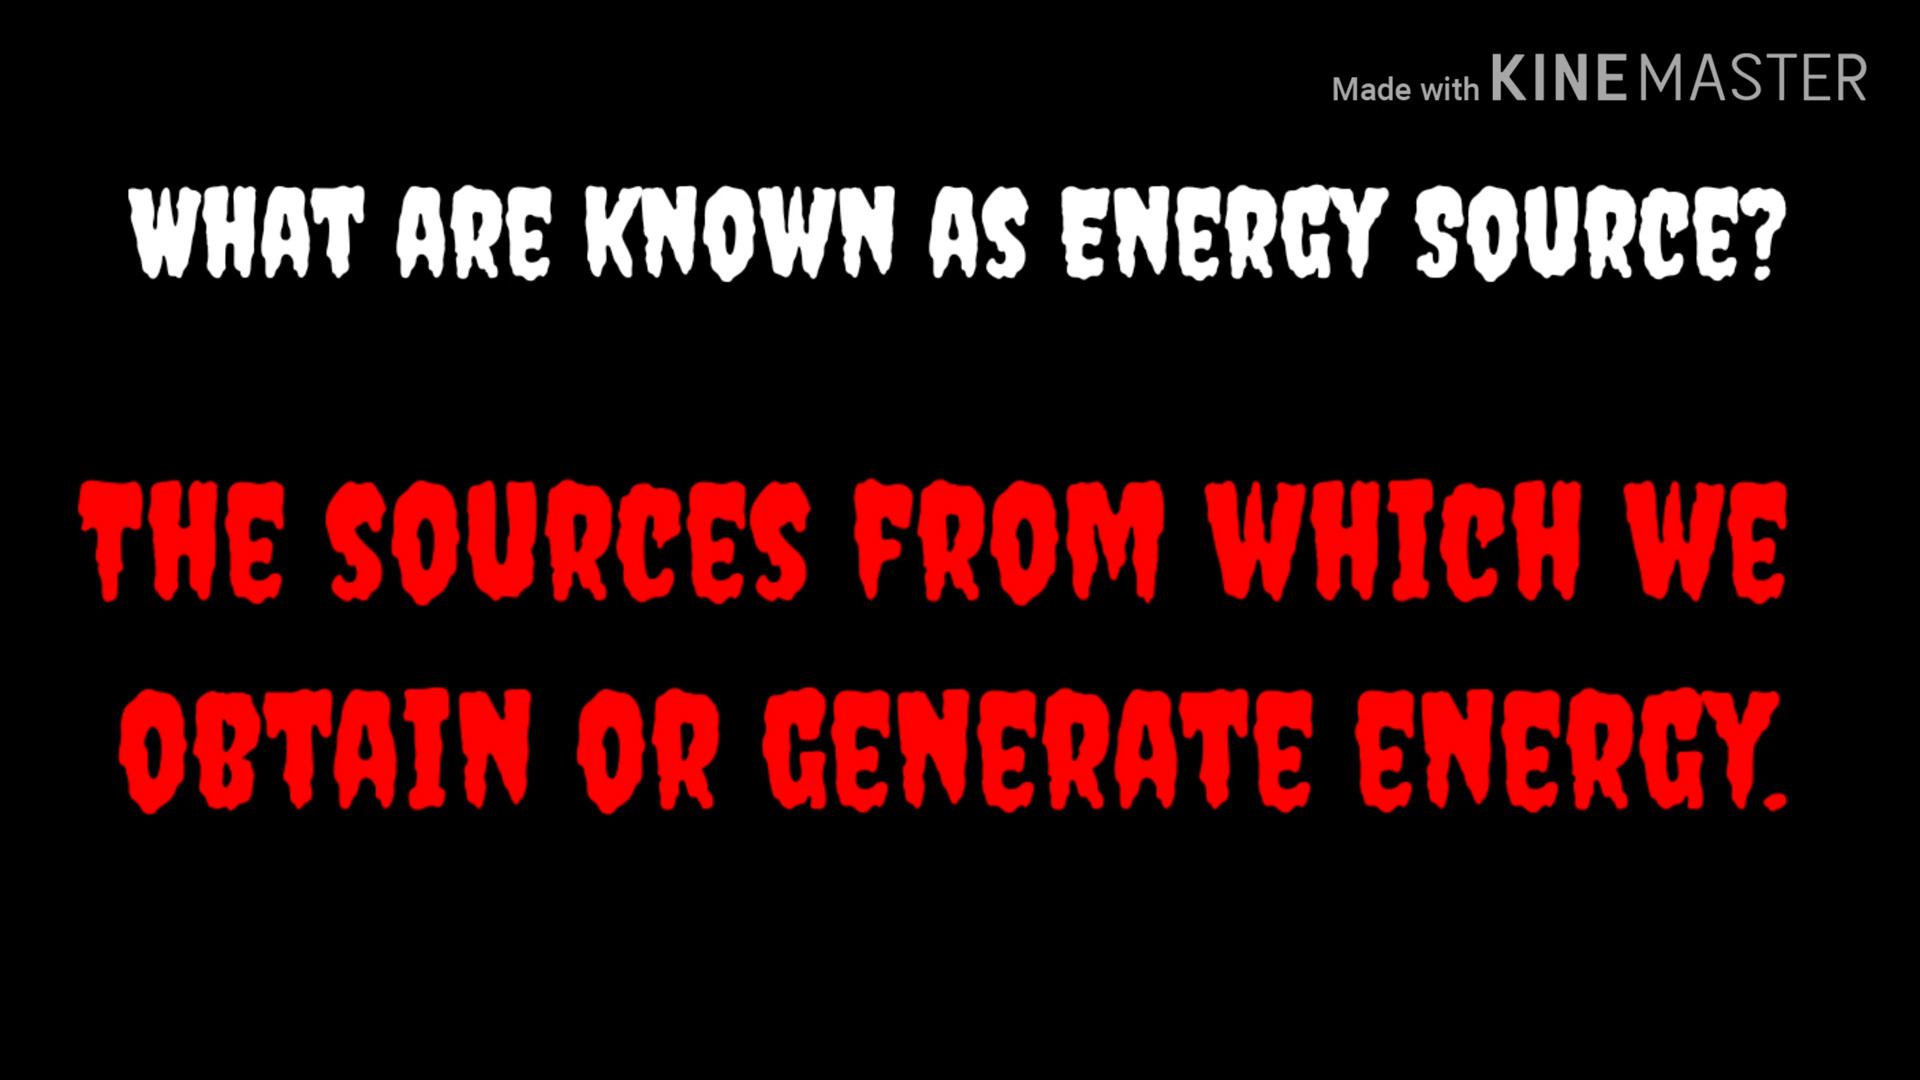 Made with KINEMASTER
WHAT ARE KNOWN AS ENERGY SOURCE?
THE SOURCES FROM WHICH WE
OBTAIN OR GENERATE ENERGY.